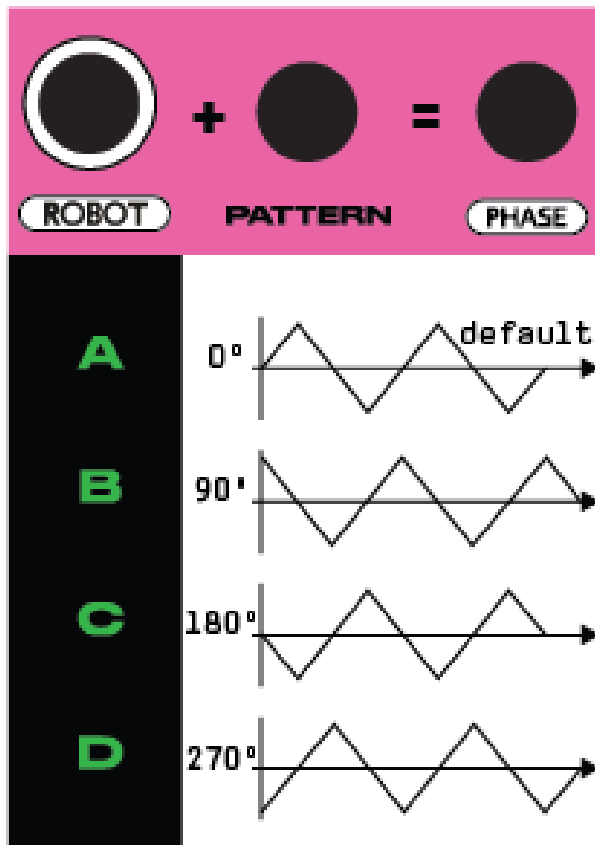 + =
ROBOT PATTERN PHASE
A 0° default
B 90°
C 180°
D 270°